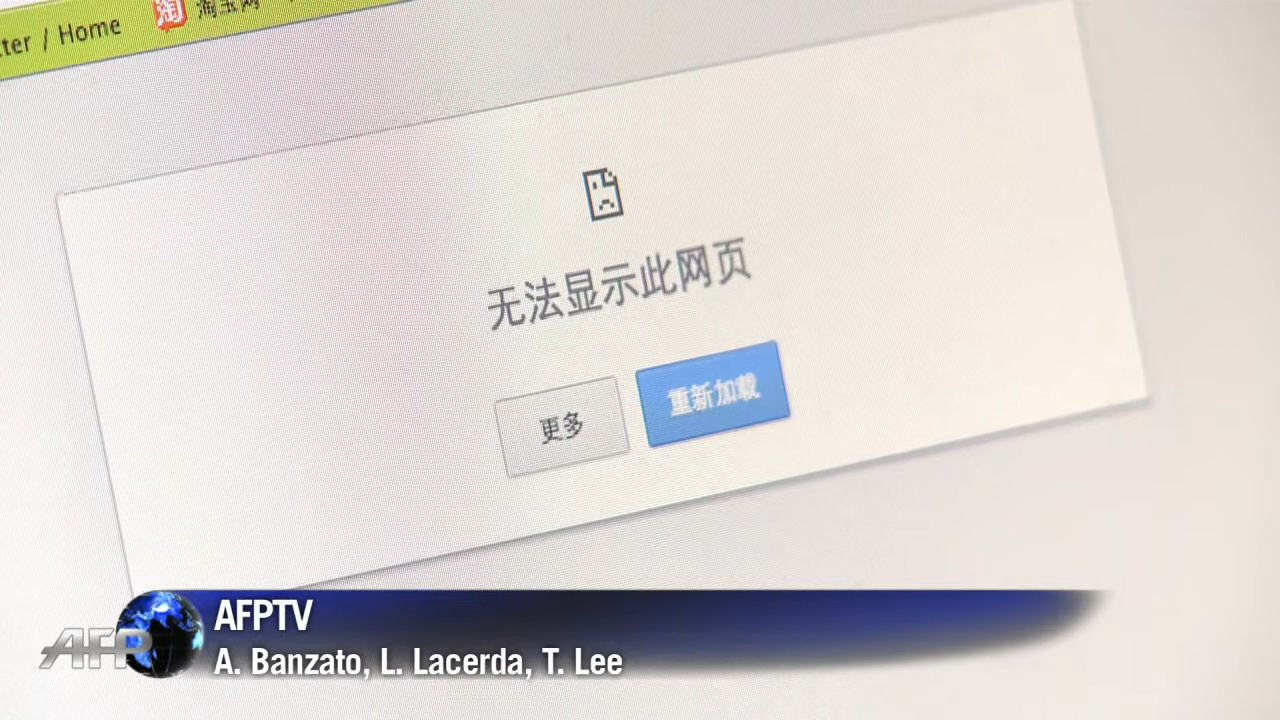 / Home
淘 淘宝网
无法显示此网页
更多
重新加载
AFPTV
AFP
A. Banzato, L. Lacerda, T. Lee